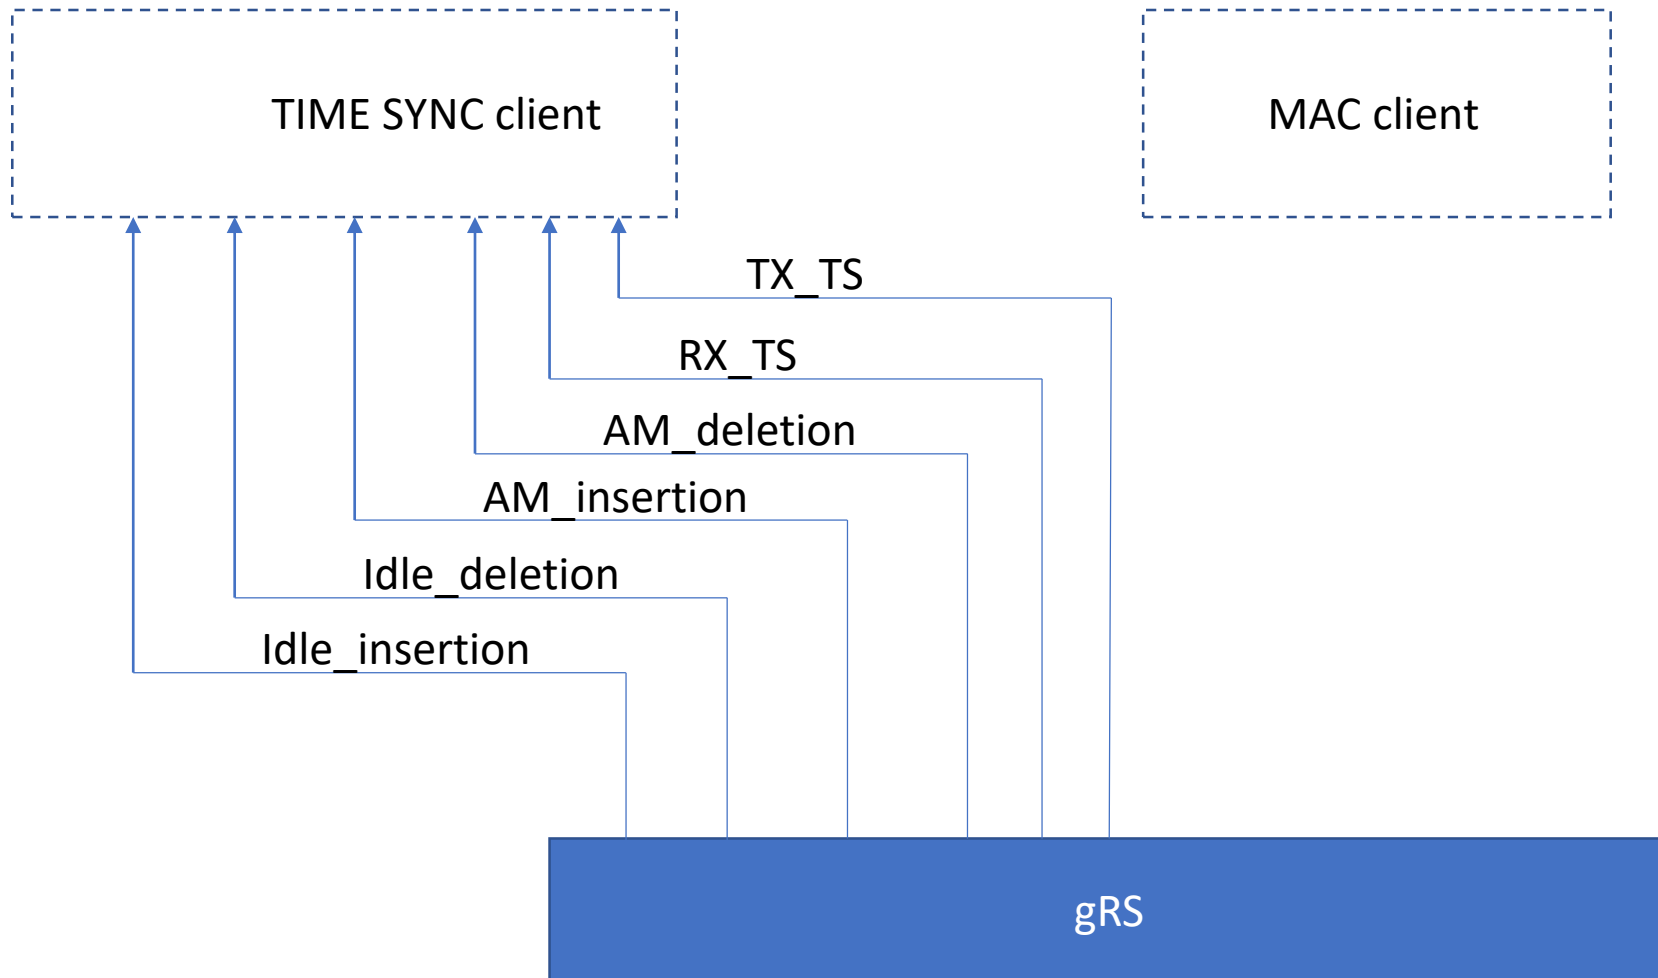 TIME SYNC client
MAC client
TX_TS
RX_TS
AM_deletion
AM_insertion
Idle_deletion
Idle_insertion
gRS